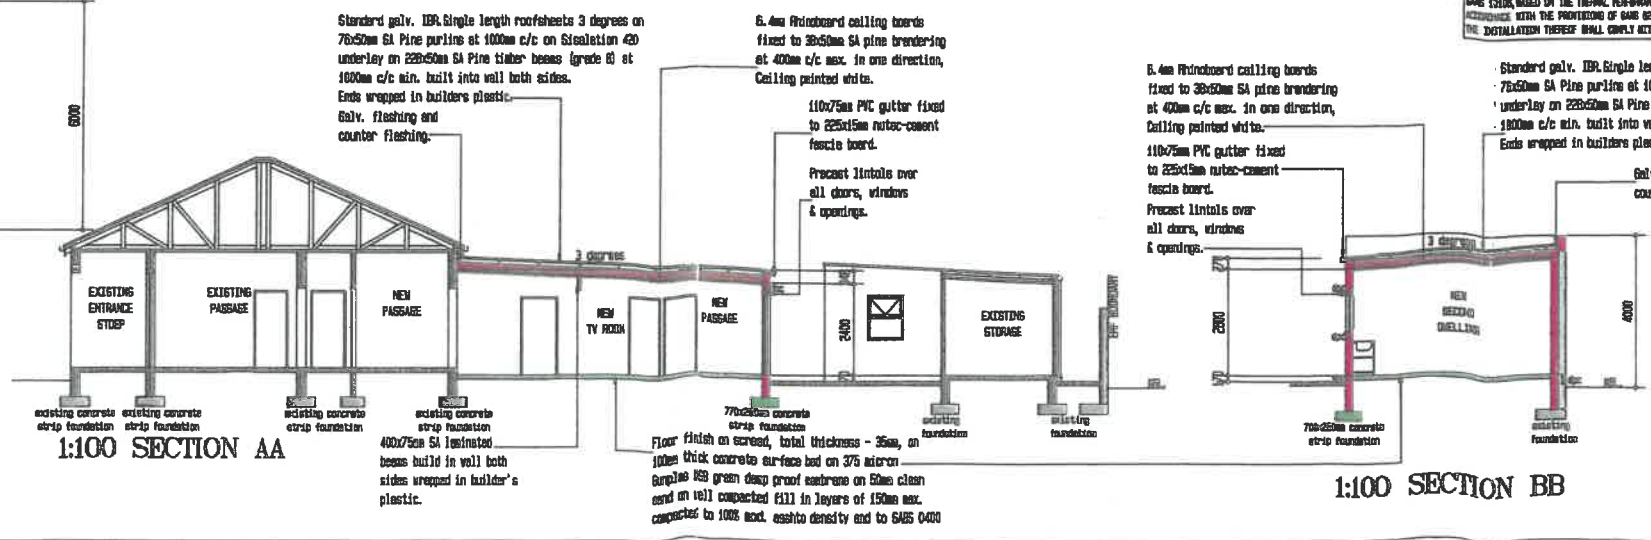 Standard galv. IBR.Single length roofsheets 3 degrees on
76x50mm SA Pine purlins at 1000mm c/c on Sisalation 420
underlay on 228x50mm SA Pine timber beams (grade 6) at
1000mm c/c min. built into wall both sides.
Ends wrapped in builders plastic.
Galv. flashing and
counter flashing.
6.4mm Rhinoboard ceiling boards
fixed to 38x50mm SA pine brendering
at 400mm c/c max. in one direction,
Ceiling painted white.
110x75mm PVC gutter fixed
to 225x15mm nutec-cement
fascia board.
Precast lintols over
all doors, windows
& openings.
6000
3 degrees
EXISTING
ENTRANCE
STOEP
EXISTING
PASSAGE
NEW
PASSAGE
NEW
TV ROOM
NEW
PASSAGE
2400
EXISTING
STORAGE
ERF BOUNDARY
existing concrete
strip foundation
existing concrete
strip foundation
existing concrete
strip foundation
existing concrete
strip foundation
770x250mm concrete
strip foundation
existing
foundation
existing
foundation
1:100 SECTION AA
400x75mm SA laminated
beams build in wall both
sides wrapped in builder's
plastic.
Floor finish on screed, total thickness - 35mm, on
100mm thick concrete surface bed on 375 micron
Gunplas USB green damp proof membrane on 50mm clean
sand on well compacted fill in layers of 150mm max.
compacted to 100% mod. aashto density and to SABS 0400
THE INSTALLATION THEREOF SHALL COMPLY
6.4mm Rhinoboard ceiling boards
fixed to 38x50mm SA pine brendering
at 400mm c/c max. in one direction,
Ceiling painted white.
110x75mm PVC gutter fixed
to 225x15mm nutec-cement
fascia board.
Precast lintols over
all doors, windows
& openings.
Standard galv. IBR.Single
76x50mm SA Pine purlins at
underlay on 228x50mm SA Pine
1800mm c/c min. built into
Ends wrapped in builders
3 degrees
NEW
SECOND
DWELLING
4000
strip foundation
existing
foundation
1:100 SECTION BB